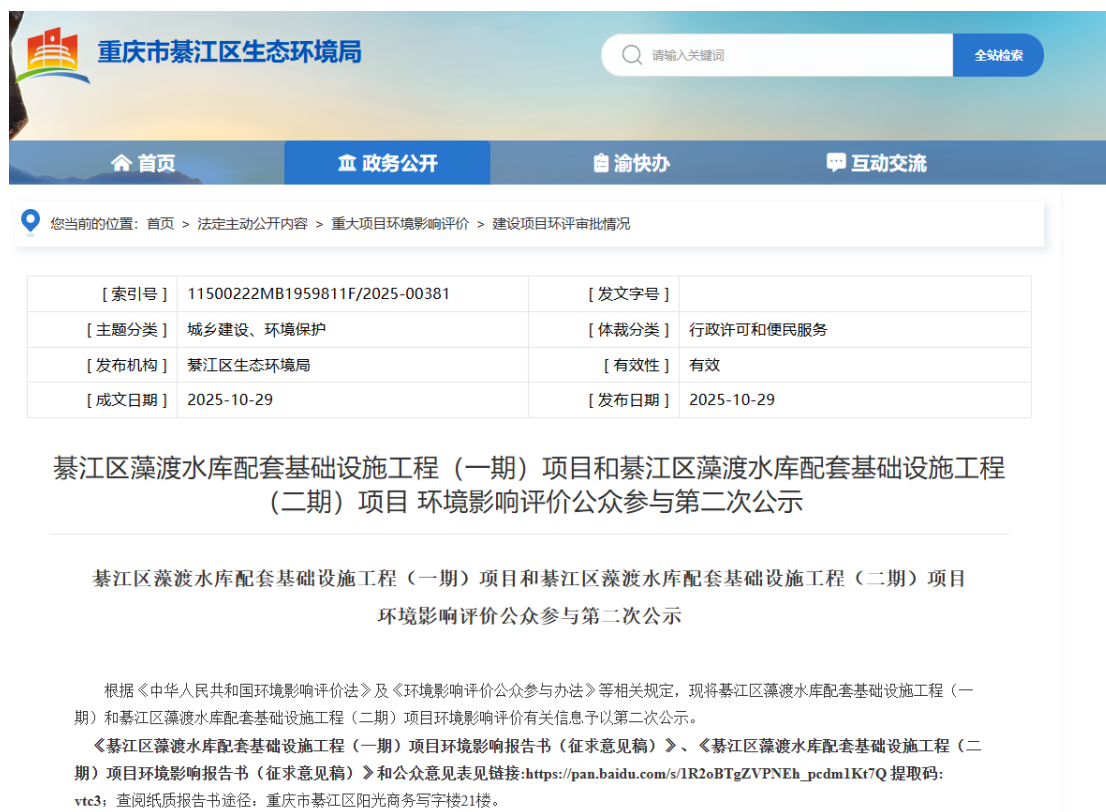 重庆市綦江区生态环境局
请输入关键词
全站检索
首页
政务公开
渝快办
互动交流
您当前的位置：首页 > 法定主动公开内容 > 重大项目环境影响评价 > 建设项目环评审批情况
[ 索引号 ] 11500222MB1959811F/2025-00381 [ 发文字号 ]
[ 主题分类 ] 城乡建设、环境保护 [ 体裁分类 ] 行政许可和便民服务
[ 发布机构 ] 綦江区生态环境局 [ 有效性 ] 有效
[ 成文日期 ] 2025-10-29 [ 发布日期 ] 2025-10-29
綦江区藻渡水库配套基础设施工程（一期）项目和綦江区藻渡水库配套基础设施工程
（二期）项目 环境影响评价公众参与第二次公示
綦江区藻渡水库配套基础设施工程（一期）项目和綦江区藻渡水库配套基础设施工程（二期）项目
环境影响评价公众参与第二次公示
根据《中华人民共和国环境影响评价法》及《环境影响评价公众参与办法》等相关规定，现将綦江区藻渡水库配套基础设施工程（一
期）和綦江区藻渡水库配套基础设施工程（二期）项目环境影响评价有关信息予以第二次公示。
《綦江区藻渡水库配套基础设施工程（一期）项目环境影响报告书（征求意见稿）》、《綦江区藻渡水库配套基础设施工程（二
期）项目环境影响报告书（征求意见稿）》和公众意见表见链接:https://pan.baidu.com/s/1R2oBTgZVPNEh_pcdm1Kt7Q 提取码:
vtc3；查阅纸质报告书途径：重庆市綦江区阳光商务写字楼21楼。